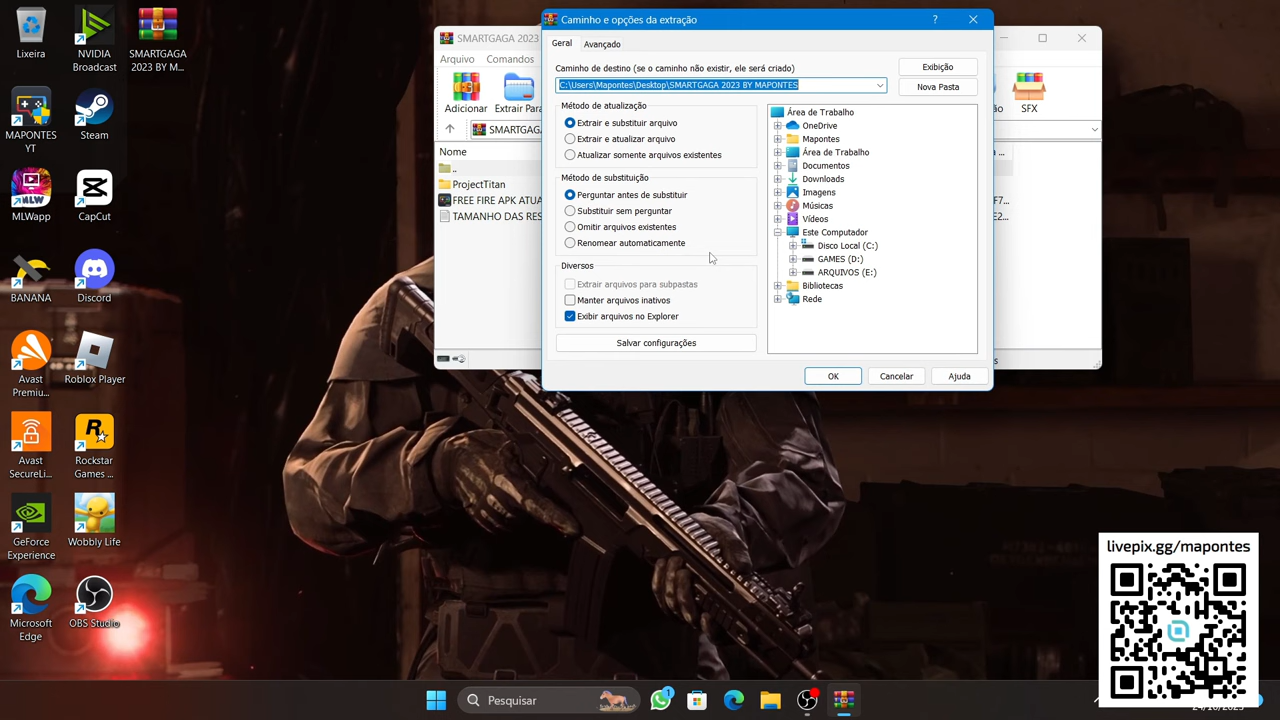 Lixeira
NVIDIA
Broadcast
SMARTGAGA
2023 BY M...
MAPONTES
YT
Steam
MLWapp
CapCut
BANANA
Discord
Avast
Premiu...
Roblox Player
Avast
SecureLi...
Rockstar
Games ...
GeForce
Experience
Wobbly Life
Microsoft
Edge
OBS Studio
SMARTGAGA 2023
Arquivo
Comandos
Adicionar
Extrair Para
SFX
SMARTGAGA
Nome
..
ProjectTitan
FREE FIRE APK ATUA
TAMANHO DAS RES
Caminho e opções da extração
Geral
Avançado
Caminho de destino (se o caminho não existir, ele será criado)
C:\Users\Mapontes\Desktop\SMARTGAGA 2023 BY MAPONTES
Exibição
Nova Pasta
Método de atualização
Extrair e substituir arquivo
Extrair e atualizar arquivo
Atualizar somente arquivos existentes
Método de substituição
Perguntar antes de substituir
Substituir sem perguntar
Omitir arquivos existentes
Renomear automaticamente
Diversos
Extrair arquivos para subpastas
Manter arquivos inativos
Exibir arquivos no Explorer
Salvar configurações
Área de Trabalho
OneDrive
Mapontes
Área de Trabalho
Documentos
Downloads
Imagens
Músicas
Vídeos
Este Computador
Disco Local (C:)
GAMES (D:)
ARQUIVOS (E:)
Bibliotecas
Rede
OK
Cancelar
Ajuda
livepix.gg/mapontes
Pesquisar
1